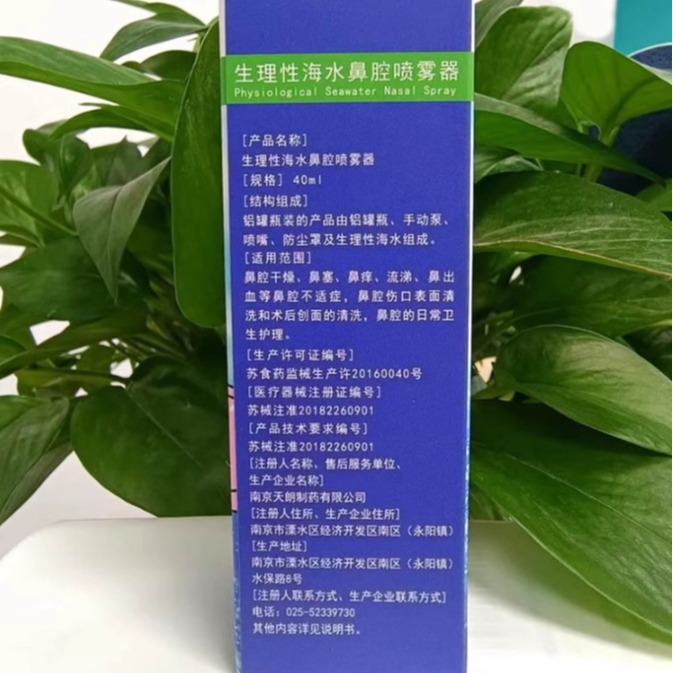 生理性海水鼻腔喷雾器
Physiological Seawater Nasal Spray
[产品名称]
生理性海水鼻腔喷雾器
[规格] 40ml
[结构组成]
铝罐瓶装的产品由铝罐瓶、手动泵、
喷嘴、防尘罩及生理性海水组成。
[适用范围]
鼻腔干燥、鼻塞、鼻痒、流涕、鼻出
血等鼻腔不适症，鼻腔伤口表面清
洗和术后创面的清洗，鼻腔的日常卫
生护理。
[生产许可证编号]
苏食药监械生产许20160040号
[医疗器械注册证编号]
苏械注准20182260901
[产品技术要求编号]
苏械注准20182260901
[注册人名称、售后服务单位、
生产企业名称]
南京天朗制药有限公司
[注册人住所、生产企业住所]
南京市溧水区经济开发区南区（永阳镇）
[生产地址]
南京市溧水区经济开发区南区（永阳镇）
水保路8号
[注册人联系方式、生产企业联系方式]
电话：025-52339730
其他内容详见说明书。